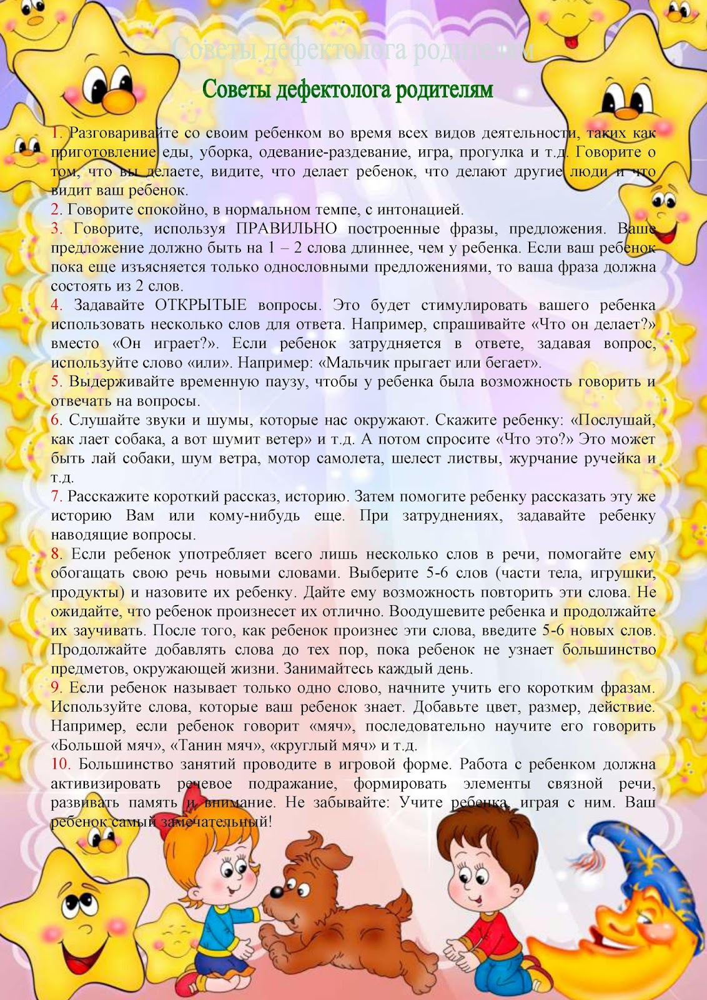 Советы дефектолога родителям
Советы дефектолога родителям
1. Разговаривайте со своим ребенком во время всех видов деятельности, таких как
приготовление еды, уборка, одевание-раздевание, игра, прогулка и т.д. Говорите о
том, что вы делаете, видите, что делает ребенок, что делают другие люди и что
видит ваш ребенок.
2. Говорите спокойно, в нормальном темпе, с интонацией.
3. Говорите, используя ПРАВИЛЬНО построенные фразы, предложения. Ваше
предложение должно быть на 1 – 2 слова длиннее, чем у ребенка. Если ваш ребенок
пока еще изъясняется только однословными предложениями, то ваша фраза должна
состоять из 2 слов.
4. Задавайте ОТКРЫТЫЕ вопросы. Это будет стимулировать вашего ребенка
использовать несколько слов для ответа. Например, спрашивайте «Что он делает?»
вместо «Он играет?». Если ребенок затрудняется в ответе, задавая вопрос,
используйте слово «или». Например: «Мальчик прыгает или бегает».
5. Выдерживайте временную паузу, чтобы у ребенка была возможность говорить и
отвечать на вопросы.
6. Слушайте звуки и шумы, которые нас окружают. Скажите ребенку: «Послушай,
как лает собака, а вот шумит ветер» и т.д. А потом спросите «Что это?» Это может
быть лай собаки, шум ветра, мотор самолета, шелест листвы, журчание ручейка и
т.д.
7. Расскажите короткий рассказ, историю. Затем помогите ребенку рассказать эту же
историю Вам или кому-нибудь еще. При затруднениях, задавайте ребенку
наводящие вопросы.
8. Если ребенок употребляет всего лишь несколько слов в речи, помогайте ему
обогащать свою речь новыми словами. Выберите 5-6 слов (части тела, игрушки,
продукты) и назовите их ребенку. Дайте ему возможность повторить эти слова. Не
ожидайте, что ребенок произнесет их отлично. Воодушевите ребенка и продолжайте
их заучивать. После того, как ребенок произнес эти слова, введите 5-6 новых слов.
Продолжайте добавлять слова до тех пор, пока ребенок не узнает большинство
предметов, окружающей жизни. Занимайтесь каждый день.
9. Если ребенок называет только одно слово, начните учить его коротким фразам.
Используйте слова, которые ваш ребенок знает. Добавьте цвет, размер, действие.
Например, если ребенок говорит «мяч», последовательно научите его говорить
«Большой мяч», «Танин мяч», «круглый мяч» и т.д.
10. Большинство занятий проводите в игровой форме. Работа с ребенком должна
активизировать речевое подражание, формировать элементы связной речи,
развивать память и внимание. Не забывайте: Учите ребенка, играя с ним. Ваш
ребенок самый замечательный!